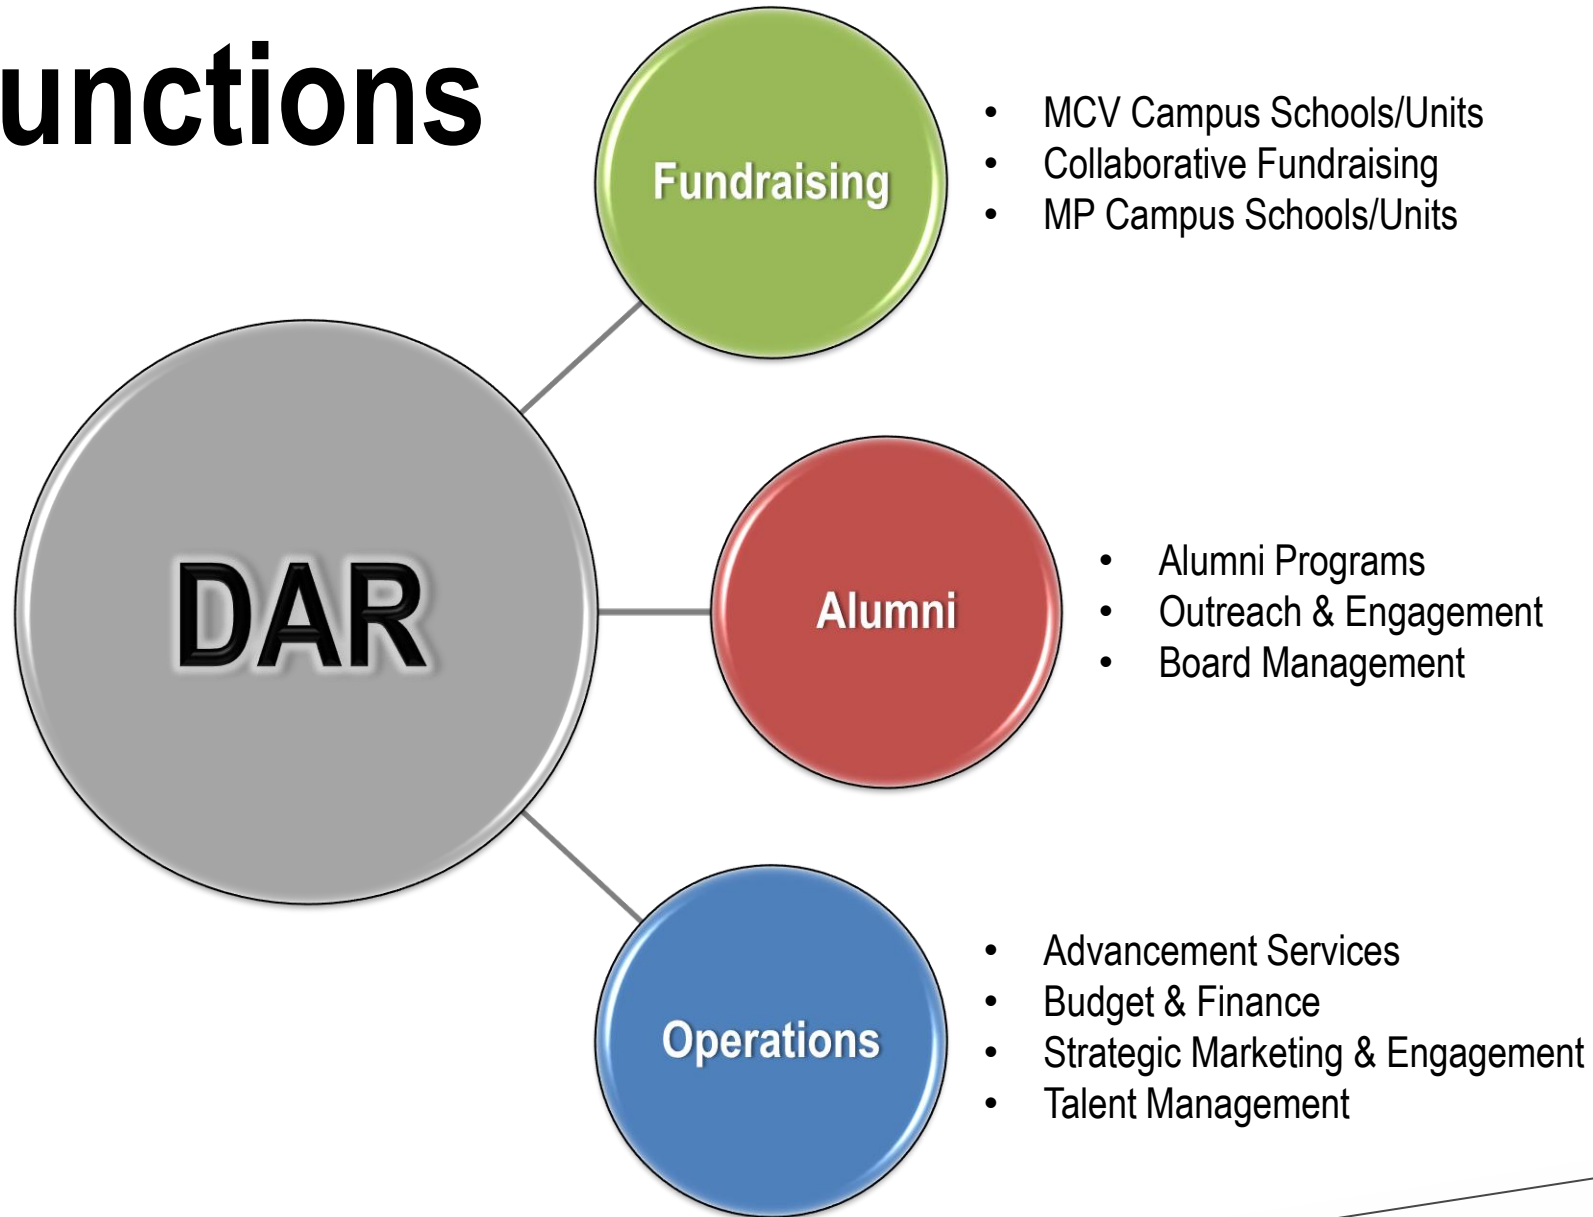 unctions
Fundraising
• MCV Campus Schools/Units
• Collaborative Fundraising
• MP Campus Schools/Units
DAR
Alumni
• Alumni Programs
• Outreach & Engagement
• Board Management
Operations
• Advancement Services
• Budget & Finance
• Strategic Marketing & Engagement
• Talent Management